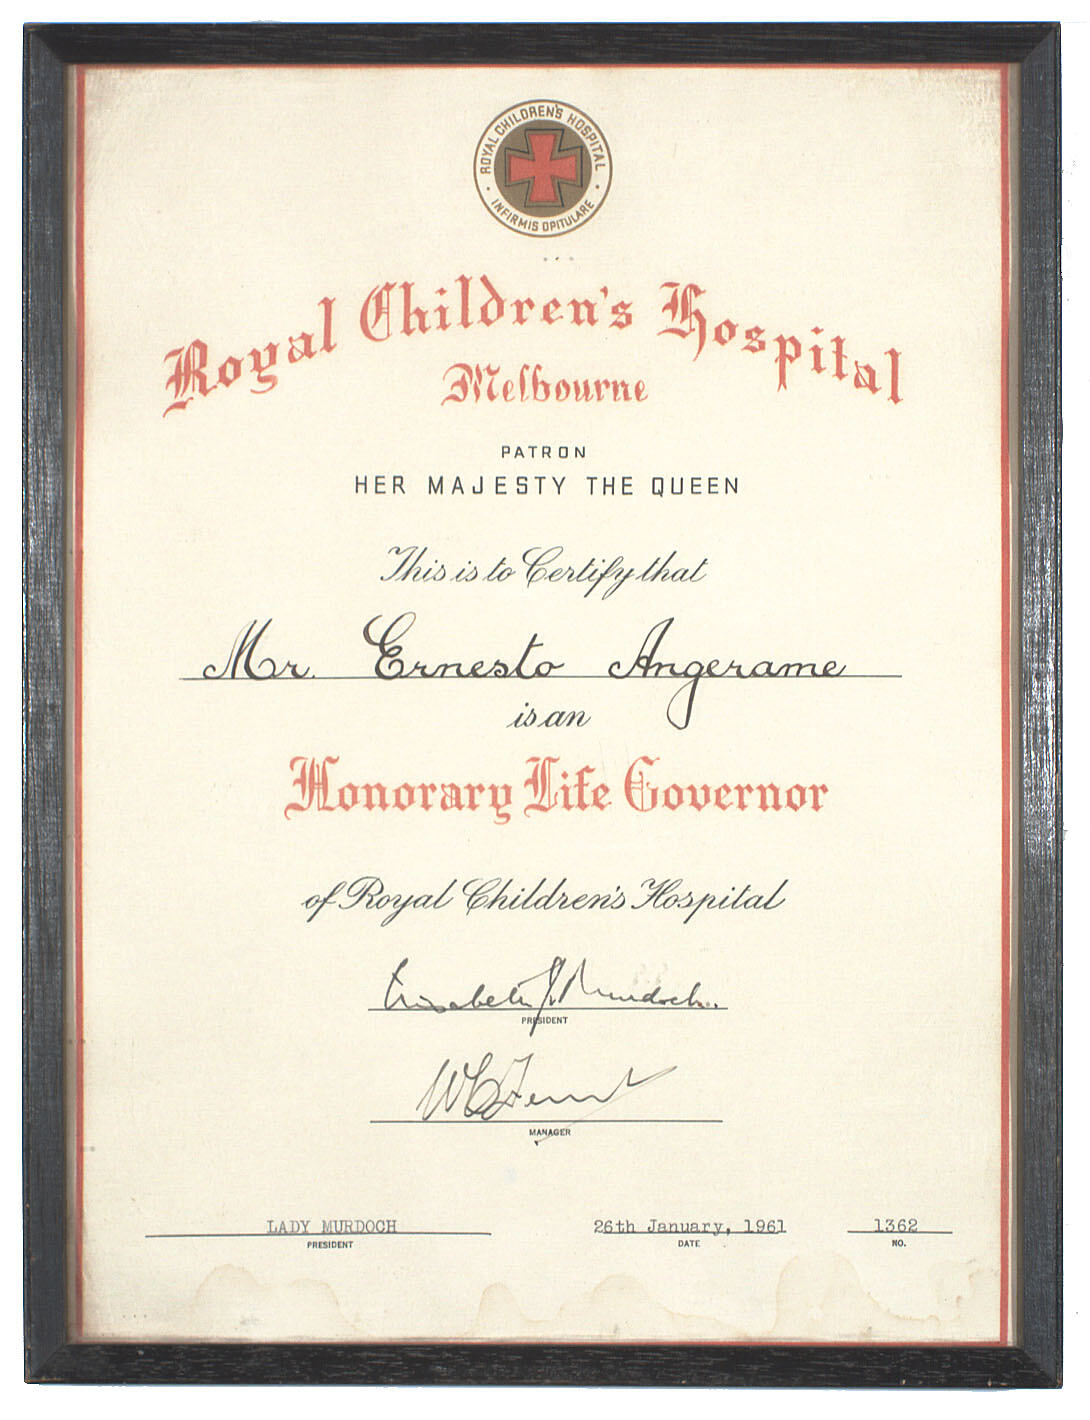 ROYAL CHILDREN'S HOSPITAL
INFIRMIS OPITULARE
Royal Children's Hospital
Melbourne
PATRON
HER MAJESTY THE QUEEN
This is to Certify that
Mr. Ernesto Angerame
is an
Honorary Life Governor
of Royal Children's Hospital
Elisabeth J. Murdoch.
PRESIDENT
MANAGER
LADY MURDOCH 26th January, 1961 1362
PRESIDENT DATE NO.